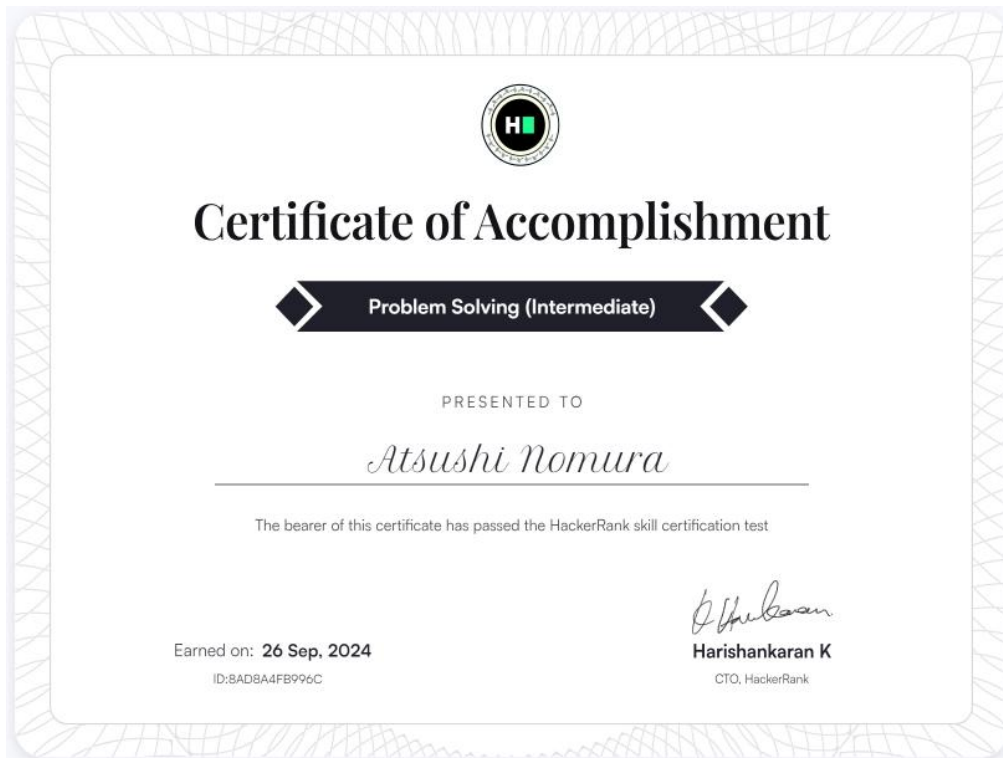 H
Certificate of Accomplishment
Problem Solving (Intermediate)
PRESENTED TO
Atsushi Nomura
The bearer of this certificate has passed the HackerRank skill certification test
Earned on: 26 Sep, 2024
ID:8AD8A4FB996C
Harishankaran K
CTO, HackerRank